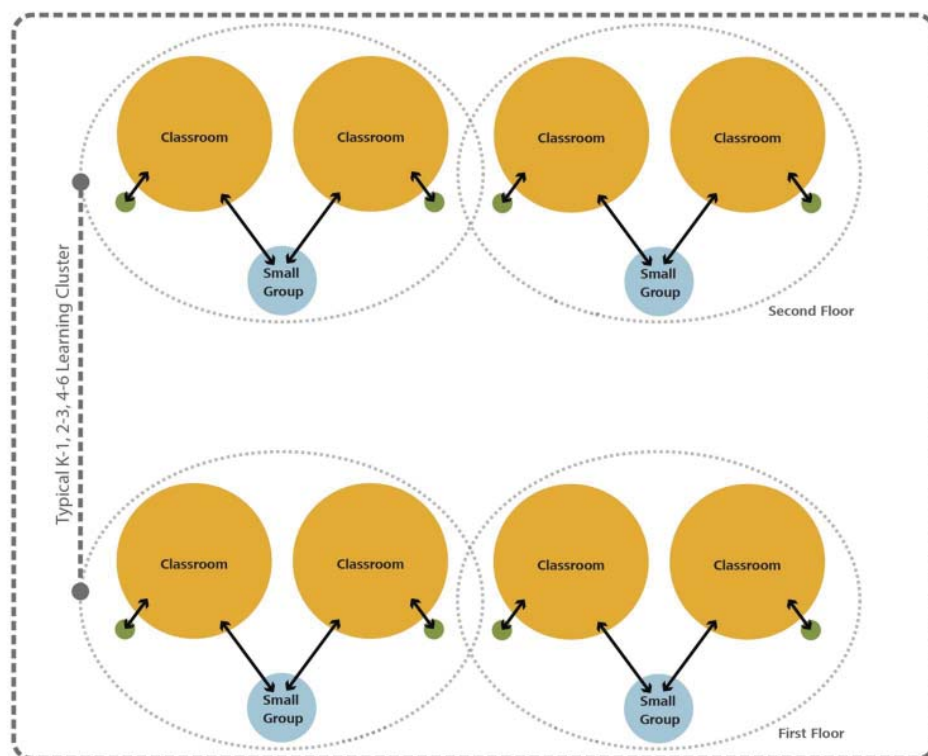 Classroom
Classroom
Classroom
Classroom
Small
Group
Small
Group
Second Floor
Typical K-1, 2-3, 4-6 Learning Cluster
Classroom
Classroom
Classroom
Classroom
Small
Group
Small
Group
First Floor